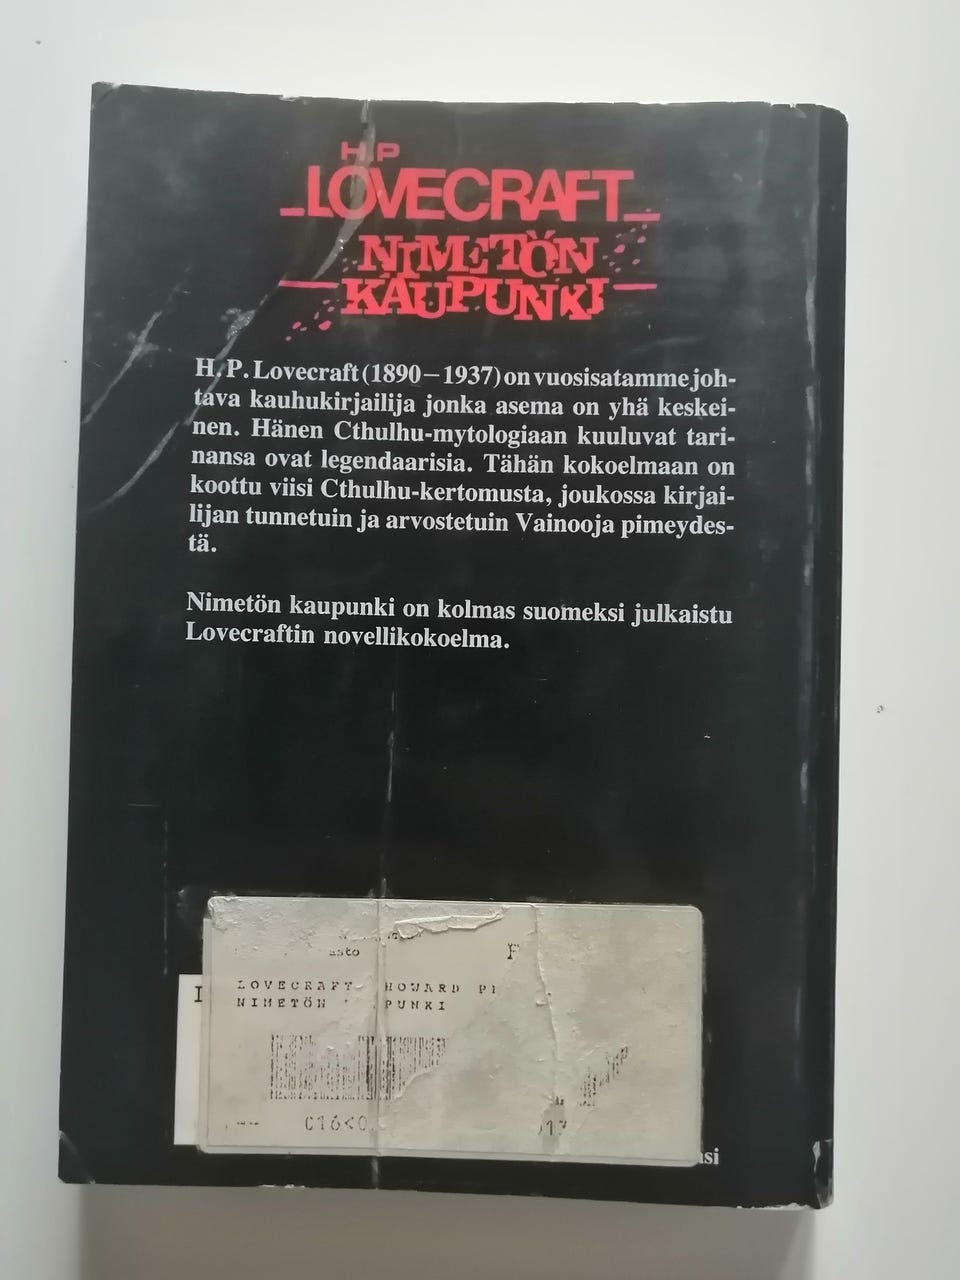 H P
LOVECRAFT
NIMETÖN
KAUPUNKI
H. P. Lovecraft (1890—1937) on vuosisatamme joh-
tava kauhukirjailija jonka asema on yhä keskei-
nen. Hänen Cthulhu-mytologiaan kuuluvat tari-
nansa ovat legendaarisia. Tähän kokoelmaan on
koottu viisi Cthulhu-kertomusta, joukossa kirjai-
lijan tunnetuin ja arvostetuin Vainooja pimeydes-
tä.
Nimetön kaupunki on kolmas suomeksi julkaistu
Lovecraftin novellikokoelma.
F
LOVECRAFT HOWARD
NIMETÖN PUNKI